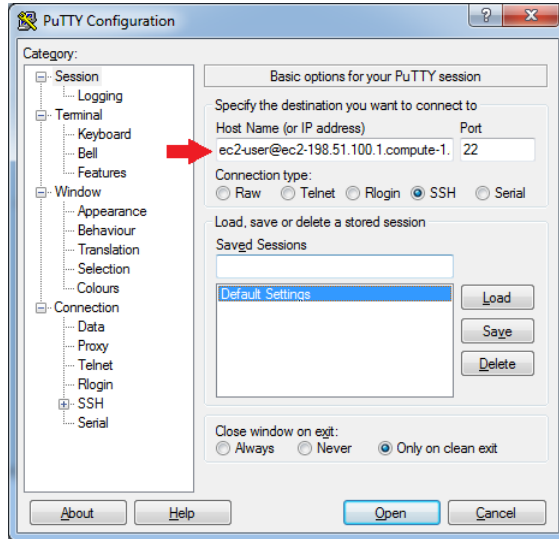 PuTTY Configuration
Category:
Session
Logging
Terminal
Keyboard
Bell
Features
Window
Appearance
Behaviour
Translation
Selection
Colours
Connection
Data
Proxy
Telnet
Rlogin
SSH
Serial
Basic options for your PuTTY session
Specify the destination you want to connect to
Host Name (or IP address) Port
ec2-user@ec2-198.51.100.1.compute-1. 22
Connection type:
Raw Telnet Rlogin SSH Serial
Load, save or delete a stored session
Saved Sessions
Default Settings
Load
Save
Delete
Close window on exit:
Always Never Only on clean exit
About Help Open Cancel